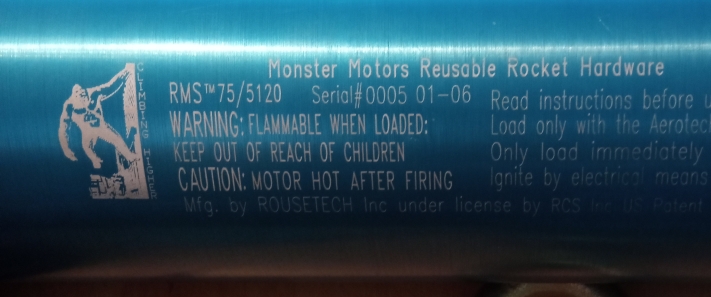 CLIMBING HIGHER
Monster Motors Reusable Rocket Hardware
RMS™75/5120 Serial#0005 01-06
WARNING: FLAMMABLE WHEN LOADED:
KEEP OUT OF REACH OF CHILDREN
CAUTION: MOTOR HOT AFTER FIRING
Mfg. by ROUSETECH Inc under license by RCS Inc. US Patent
Read instructions before u
Load only with the Aerotec
Only load immediately
Ignite by electrical means